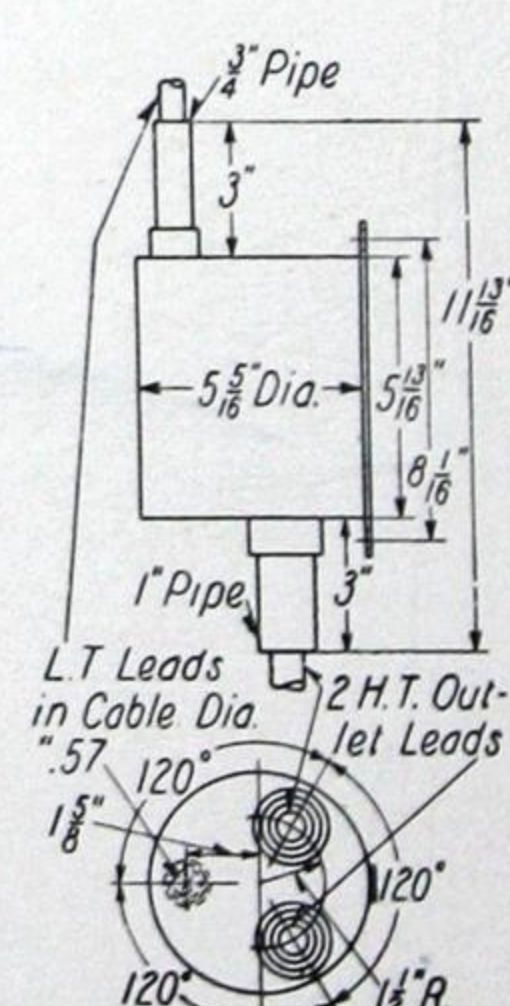 3/4" Pipe
3"
11 13/16"
5 5/16" Dia.
5 13/16"
8 1/16"
1" Pipe
3"
L.T Leads
in Cable Dia.
".57
2 H.T. Out-
let Leads
120°
1 5/8"
120°
120°